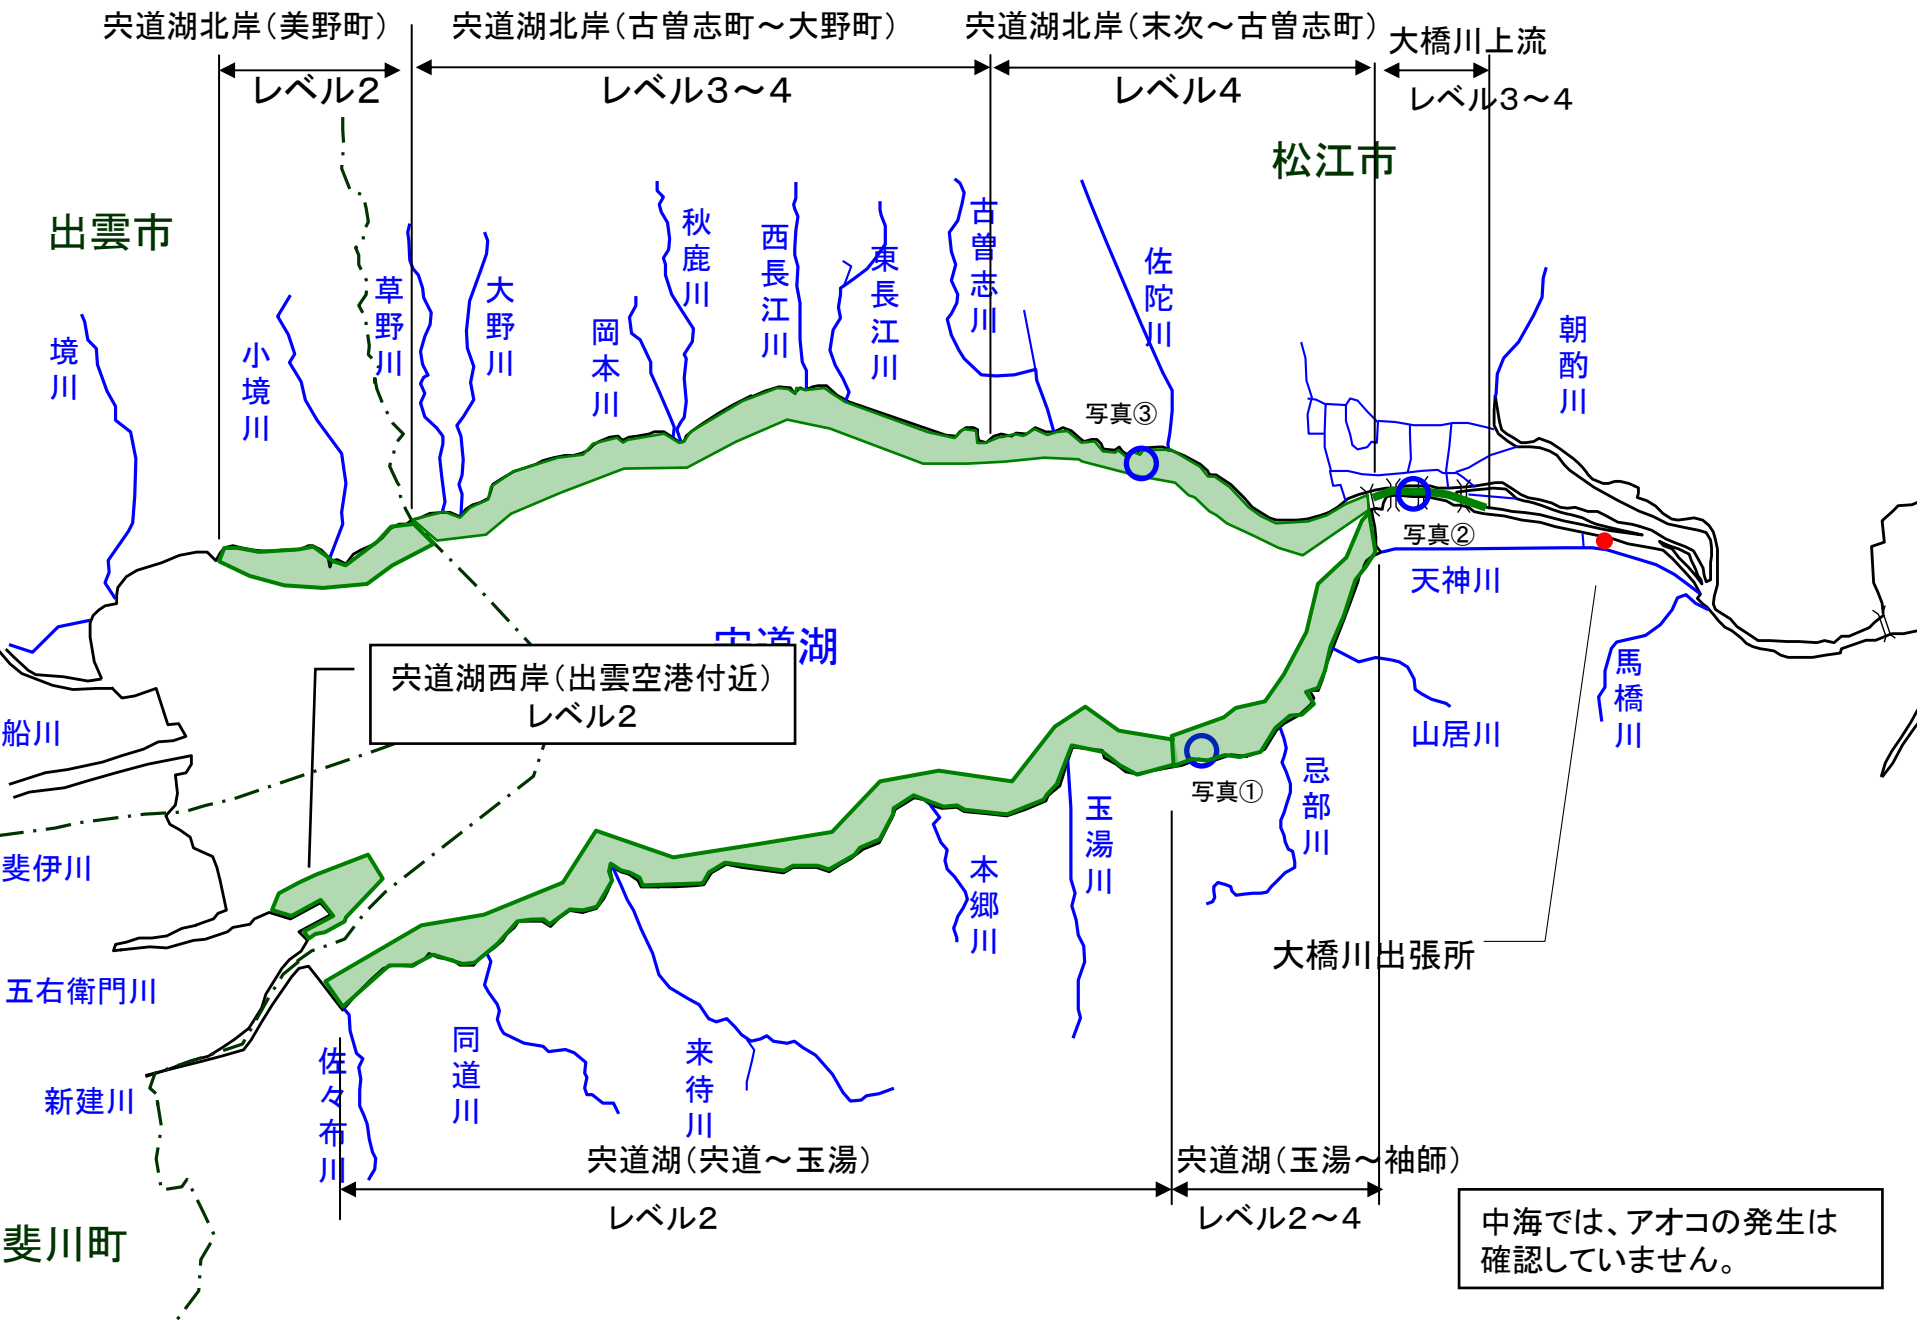 宍道湖北岸（美野町）
宍道湖北岸（古曽志町～大野町）
宍道湖北岸（末次～古曽志町）
大橋川上流
レベル2
レベル3～4
レベル4
レベル3～4
松江市
出雲市
境川
小境川
草野川
大野川
岡本川
秋鹿川
西長江川
東長江川
古曽志川
佐陀川
朝酌川
写真③
写真②
天神川
宍道湖
宍道湖西岸（出雲空港付近）
レベル2
馬橋川
山居川
船川
写真①
忌部川
玉湯川
本郷川
斐伊川
大橋川出張所
五右衛門川
同道川
来待川
佐々布川
新建川
宍道湖（宍道～玉湯）
宍道湖（玉湯～袖師）
レベル2
レベル2～4
斐川町
中海では、アオコの発生は
確認していません。